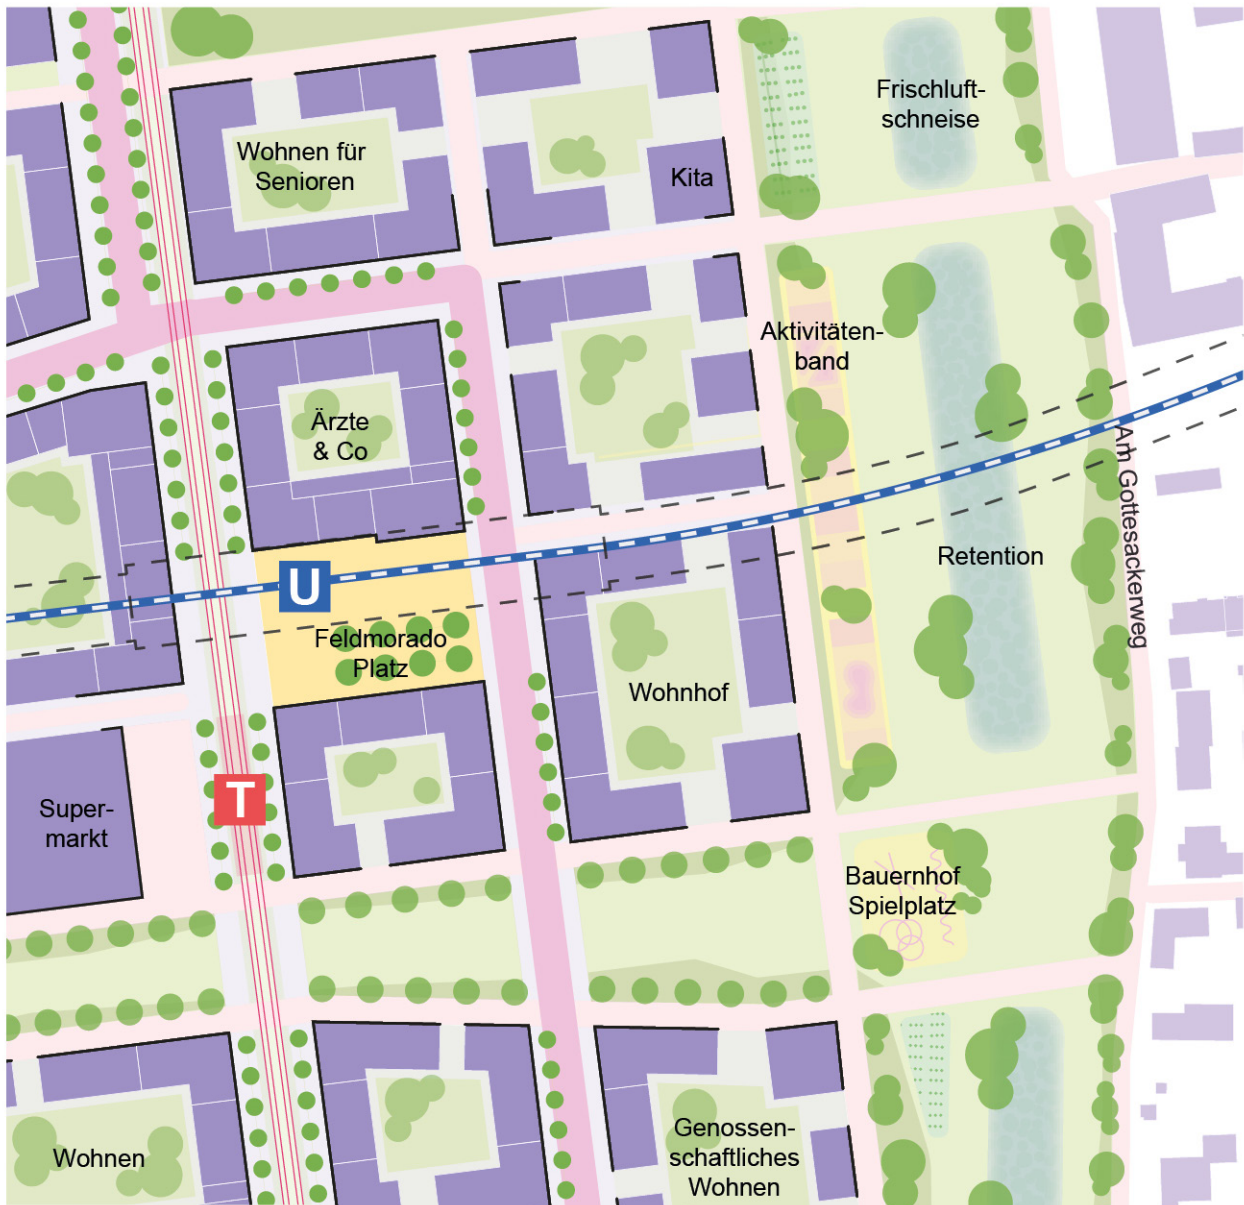 Frischluft-
schneise
Wohnen für
Senioren
Kita
Aktivitäten-
band
Ärzte
& Co
Am Gottesackerweg
Retention
U
Feldmorado
Platz
Wohnhof
T
Super-
markt
Bauernhof
Spielplatz
Genossen-
schaftliches
Wohnen
Wohnen